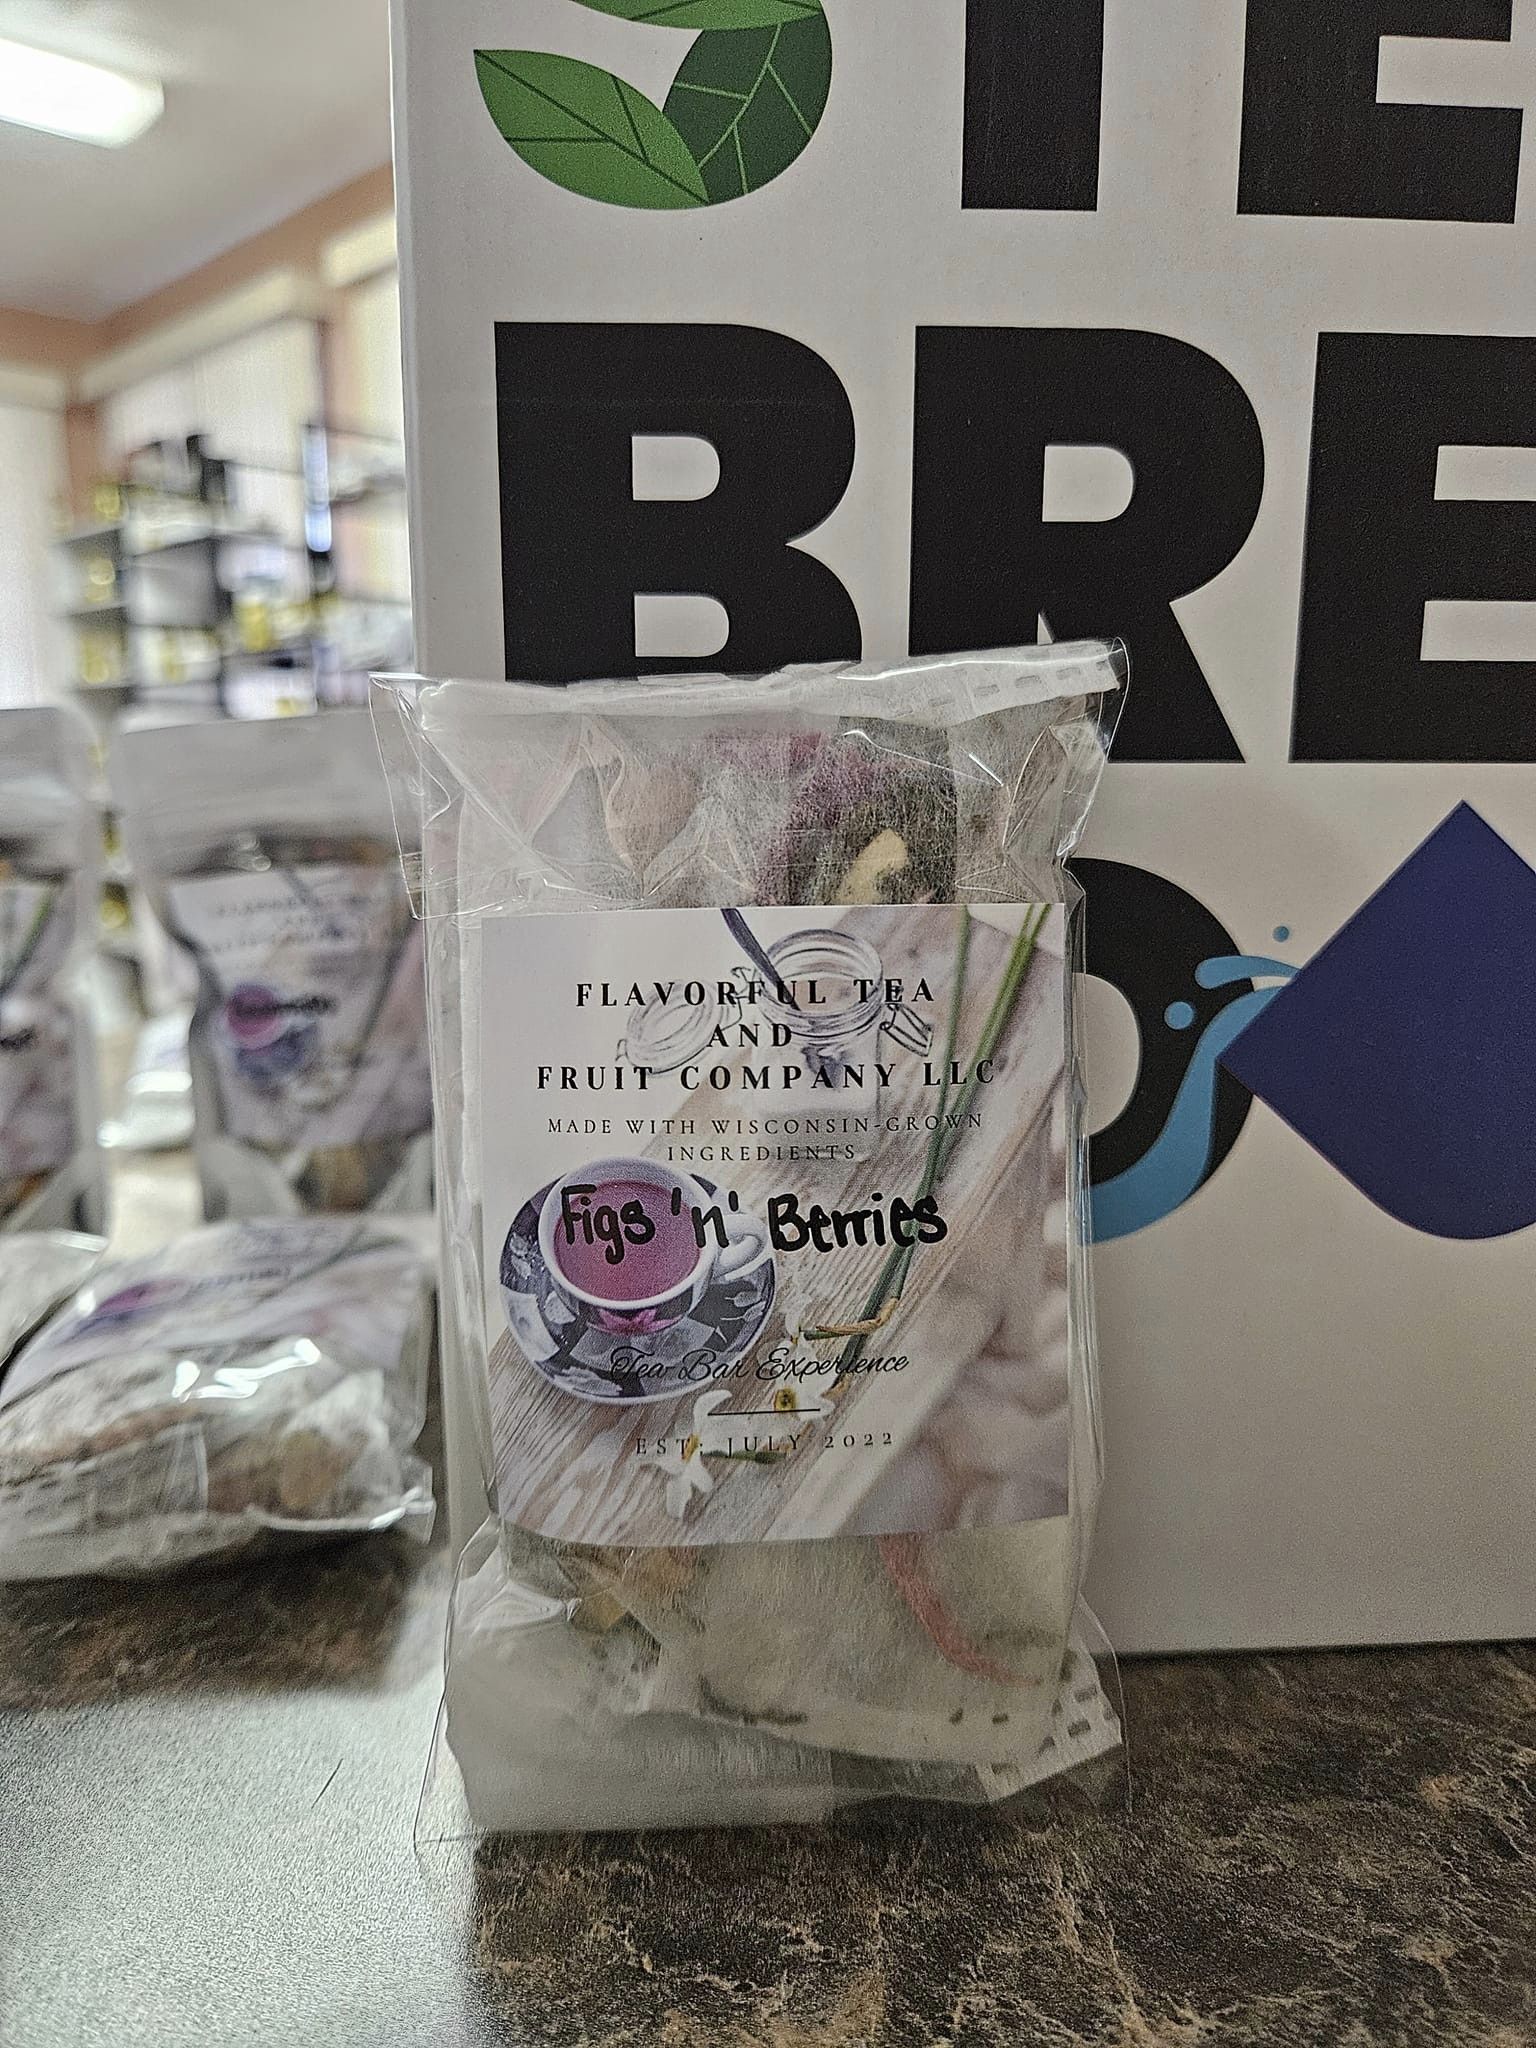 STE
BRE
FLAVORFUL TEA
AND
FRUIT COMPANY LLC
MADE WITH WISCONSIN-GROWN
INGREDIENTS
Figs 'n' Berries
Tea Bar Experience
EST: JULY 2022